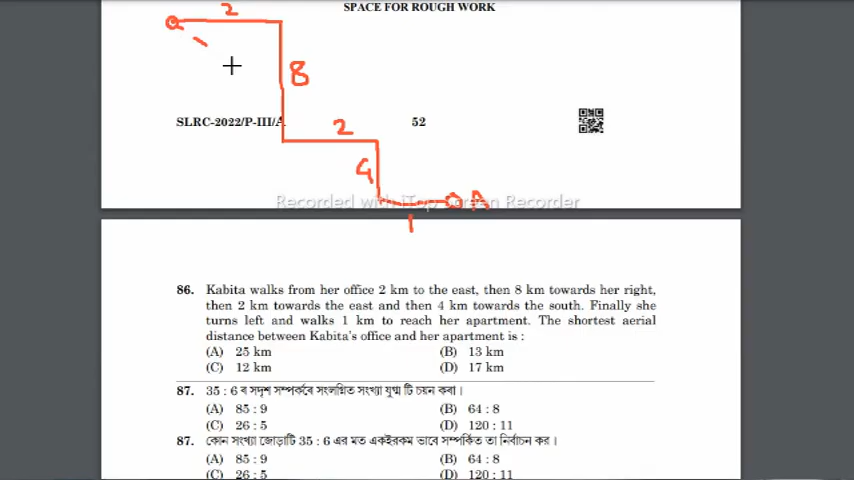 SPACE FOR ROUGH WORK
2
8
SLRC-2022/P-III/A 52
2
4
A
Recorded with iTop Screen Recorder
1
86. Kabita walks from her office 2 km to the east, then 8 km towards her right,
then 2 km towards the east and then 4 km towards the south. Finally she
turns left and walks 1 km to reach her apartment. The shortest aerial
distance between Kabita's office and her apartment is :
(A) 25 km (B) 13 km
(C) 12 km (D) 17 km
87. 35 : 6 ৰ সদৃশ সম্পৰ্কৰে সংলগ্নিত সংখ্যা যুগ্ম টি চয়ন কৰা ।
(A) 85 : 9 (B) 64 : 8
(C) 26 : 5 (D) 120 : 11
87. কোন সংখ্যা জোড়াটি 35 : 6 এর মত একইরকম ভাবে সম্পর্কিত তা নির্বাচন কর ।
(A) 85 : 9 (B) 64 : 8
(C) 26 : 5 (D) 120 : 11